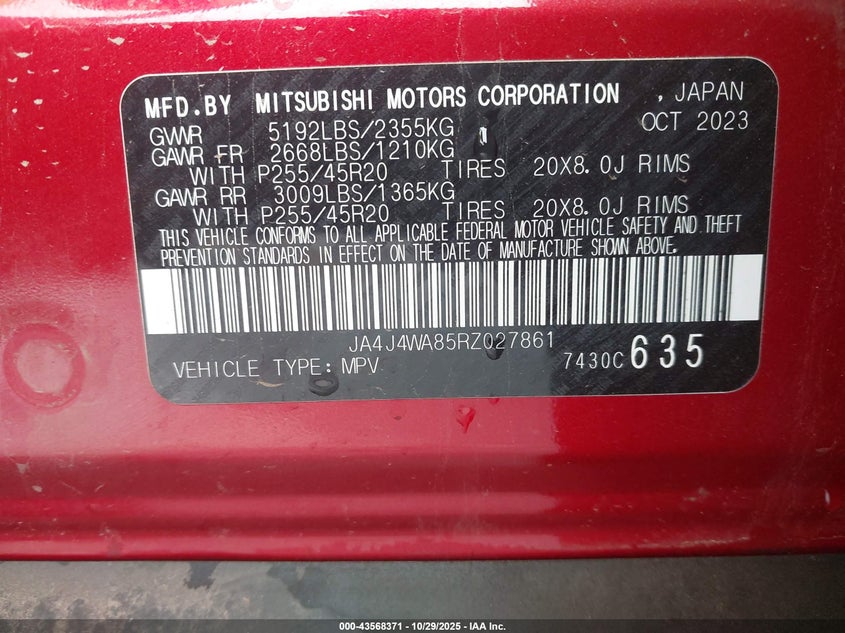 MFD.BY MITSUBISHI MOTORS CORPORATION , JAPAN
GVWR 5192LBS/2355KG OCT 2023
GAWR FR 2668LBS/1210KG
WITH P255/45R20 TIRES 20X8.0J RIMS
GAWR RR 3009LBS/1365KG
WITH P255/45R20 TIRES 20X8.0J RIMS
THIS VEHICLE CONFORMS TO ALL APPLICABLE FEDERAL MOTOR VEHICLE SAFETY AND THEFT
PREVENTION STANDARDS IN EFFECT ON THE DATE OF MANUFACTURE SHOWN ABOVE.
JA4J4WA85RZ027861
VEHICLE TYPE: MPV 7430C 635
000-43568371 | 10/29/2025 - IAA Inc.